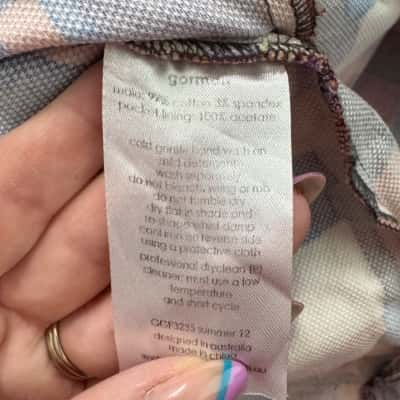 gorman
main: 97% cotton 3% spandex
pocket lining: 100% acetate
cold gentle hand wash on
mild detergents
wash separately
do not bleach, wring or rub
do not tumble dry
dry flat in shade and
re-shape whilst damp
cool iron on reverse side
using a protective cloth
professional dryclean (P)
cleaner must use a low
temperature
and short cycle
summer 12
designed in australia
made in china